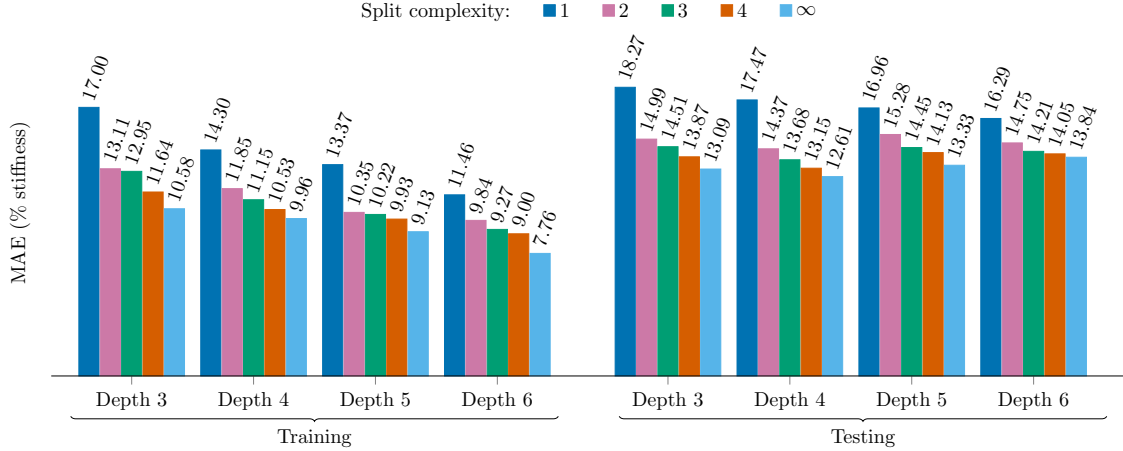 Split complexity: 1 2 3 4 ∞
MAE (% stiffness)
17.00 13.11 12.95 11.64 10.58
14.30 11.85 11.15 10.53 9.96
13.37 10.35 10.22 9.93 9.13
11.46 9.84 9.27 9.00 7.76
18.27 14.99 14.51 13.87 13.09
17.47 14.37 13.68 13.15 12.61
16.96 15.28 14.45 14.13 13.33
16.29 14.75 14.21 14.05 13.84
Depth 3 Depth 4 Depth 5 Depth 6 Depth 3 Depth 4 Depth 5 Depth 6
Training Testing